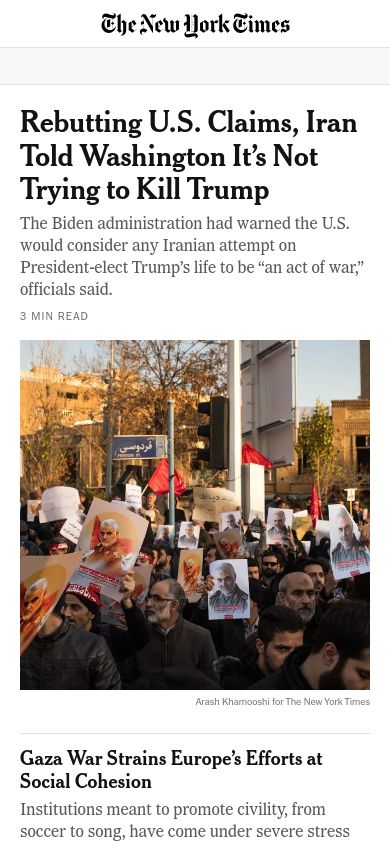 The New York Times
Rebutting U.S. Claims, Iran
Told Washington It’s Not
Trying to Kill Trump
The Biden administration had warned the U.S.
would consider any Iranian attempt on
President-elect Trump’s life to be “an act of war,”
officials said.
3 MIN READ
فردوسی
Arash Khamooshi for The New York Times
Gaza War Strains Europe’s Efforts at
Social Cohesion
Institutions meant to promote civility, from
soccer to song, have come under severe stress